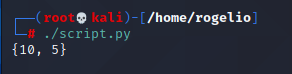 ┌──(root💀kali)-[/home/rogelio]
└─# ./script.py
{10, 5}